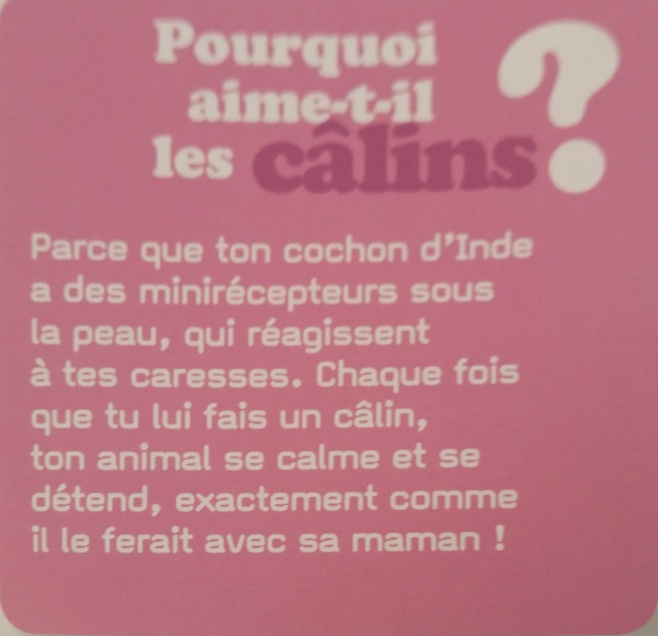 Pourquoi
aime-t-il
les câlins ?
Parce que ton cochon d'Inde
a des minirécepteurs sous
la peau, qui réagissent
à tes caresses. Chaque fois
que tu lui fais un câlin,
ton animal se calme et se
détend, exactement comme
il le ferait avec sa maman !